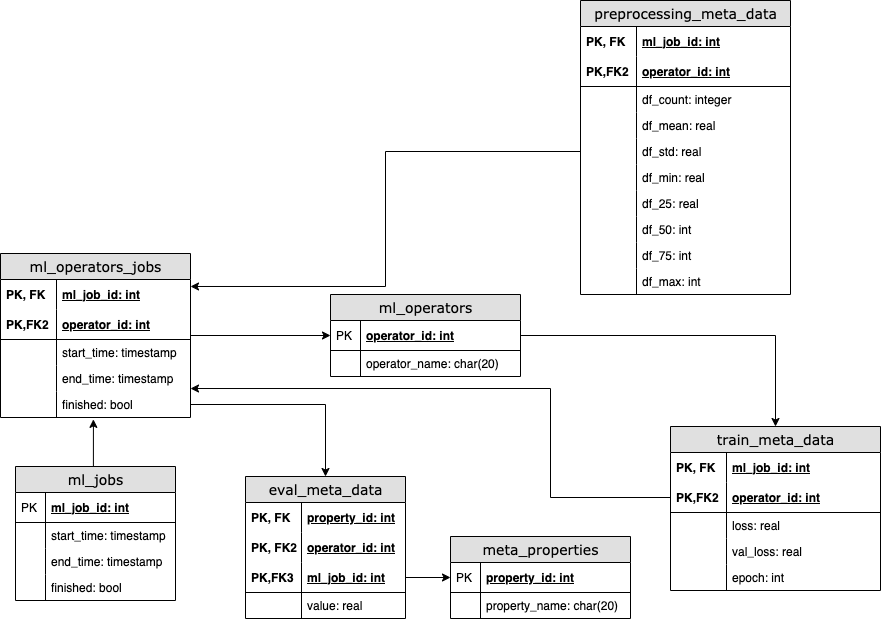 preprocessing_meta_data
PK, FK ml_job_id: int
PK,FK2 operator_id: int
df_count: integer
df_mean: real
df_std: real
df_min: real
df_25: real
df_50: int
df_75: int
df_max: int
ml_operators_jobs
PK, FK ml_job_id: int
PK,FK2 operator_id: int
start_time: timestamp
end_time: timestamp
finished: bool
ml_operators
PK operator_id: int
operator_name: char(20)
train_meta_data
PK, FK ml_job_id: int
PK,FK2 operator_id: int
loss: real
val_loss: real
epoch: int
ml_jobs
PK ml_job_id: int
start_time: timestamp
end_time: timestamp
finished: bool
eval_meta_data
PK, FK property_id: int
PK, FK2 operator_id: int
PK,FK3 ml_job_id: int
value: real
meta_properties
PK property_id: int
property_name: char(20)